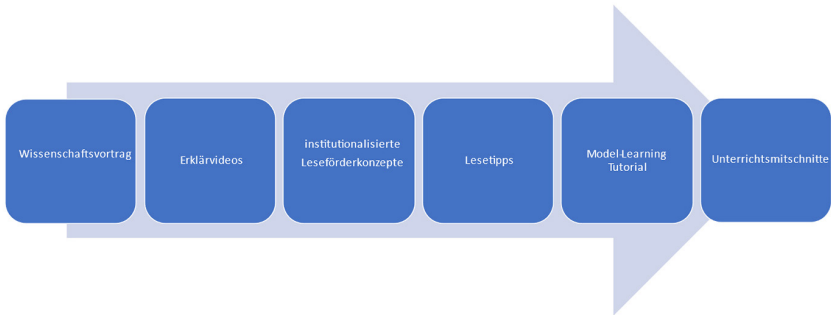 Wissenschaftsvortrag
Erklärvideos
institutionalisierte
Leseförderkonzepte
Lesetipps
Model-Learning
Tutorial
Unterrichtsmitschnitte